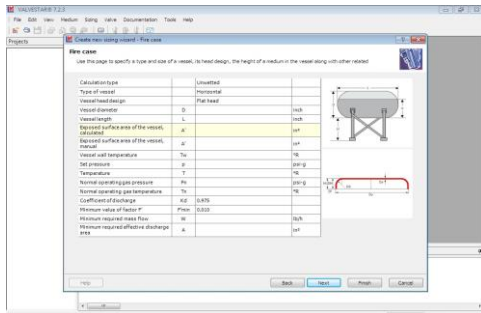 VALVESTAR® 7.2.3
File Edit View Medium Sizing Valve Documentation Tools Help
Projects
Create new sizing wizard - Fire case
Fire case
Use this page to specify a type and size of a vessel, its head design, the height of a medium in the vessel along with other related
Calculation type Unwetted
Type of vessel Horizontal
Vessel head design Flat head
Vessel diameter D inch
Vessel length L inch
Exposed surface area of the vessel, calculated A' in²
Exposed surface area of the vessel, manual A' in²
Vessel wall temperature Tw °R
Set pressure p psi-g
Temperature T °R
Normal operating gas pressure Pn psi-g
Normal operating gas temperature Tn °R
Coefficient of discharge Kd 0.975
Minimum value of factor F' F'min 0.010
Minimum required mass flow W lb/h
Minimum required effective discharge area A in²
Help Back Next Finish Cancel